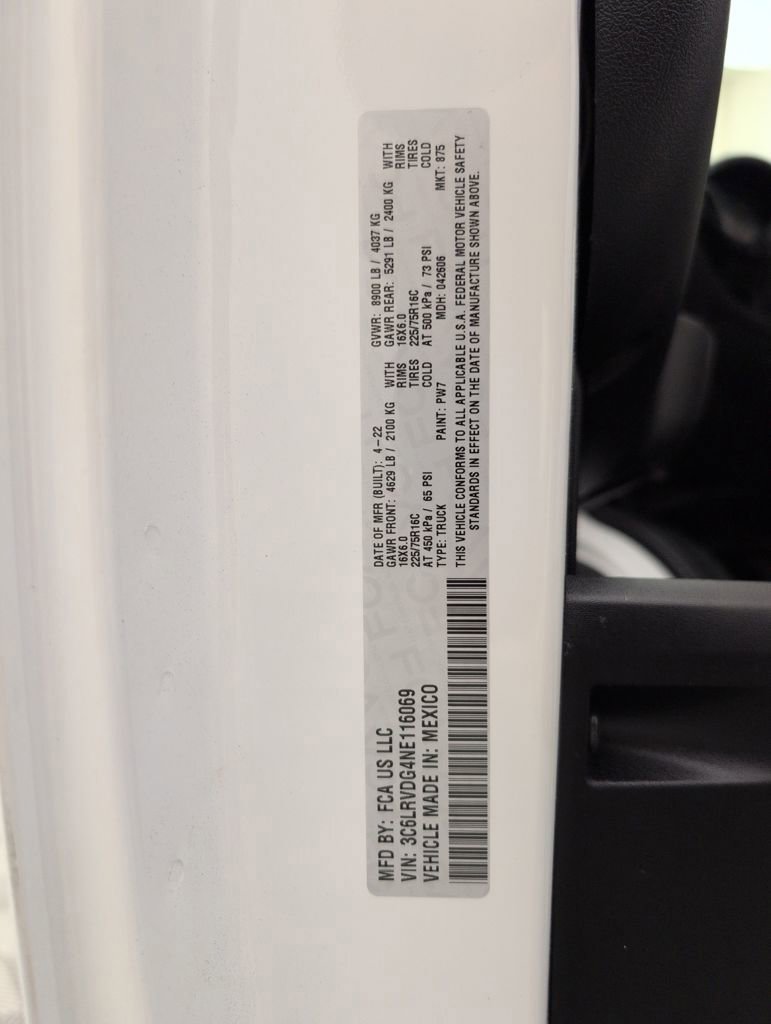 MFD BY: FCA US LLC
VIN: 3C6LRVDG4NE116069
VEHICLE MADE IN: MEXICO
DATE OF MFR (BUILT): 4-22 GVWR: 8900 LB / 4037 KG
GAWR FRONT: 4629 LB / 2100 KG WITH GAWR REAR: 5291 LB / 2400 KG WITH
16X6.0 RIMS 16X6.0 RIMS
225/75R16C TIRES 225/75R16C TIRES
AT 450 kPa / 65 PSI COLD AT 500 kPa / 73 PSI COLD
TYPE: TRUCK PAINT: PW7 MDH: 042606 MKT: 875
THIS VEHICLE CONFORMS TO ALL APPLICABLE U.S.A. FEDERAL MOTOR VEHICLE SAFETY
STANDARDS IN EFFECT ON THE DATE OF MANUFACTURE SHOWN ABOVE.